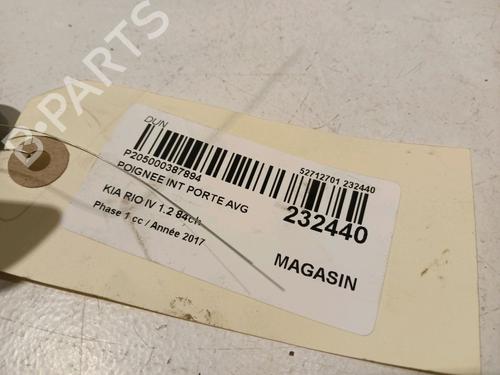 B-PARTS
DUN
P205000387894
52712701 232440
POIGNEE INT PORTE AVG
232440
KIA RIO IV 1.2 84ch
Phase 1 cc / Année 2017
MAGASIN